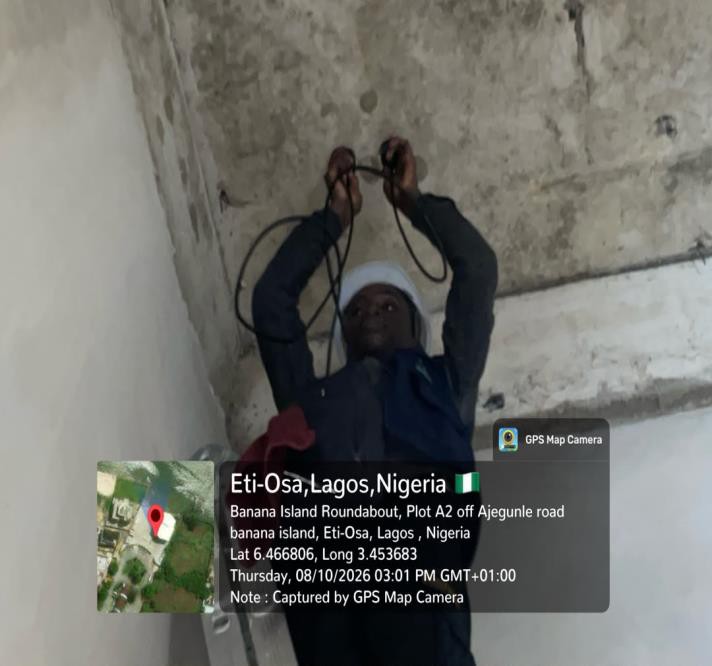 GPS Map Camera
Eti-Osa,Lagos,Nigeria
Banana Island Roundabout, Plot A2 off Ajegunle road
banana island, Eti-Osa, Lagos , Nigeria
Lat 6.466806, Long 3.453683
Thursday, 08/10/2026 03:01 PM GMT+01:00
Note : Captured by GPS Map Camera